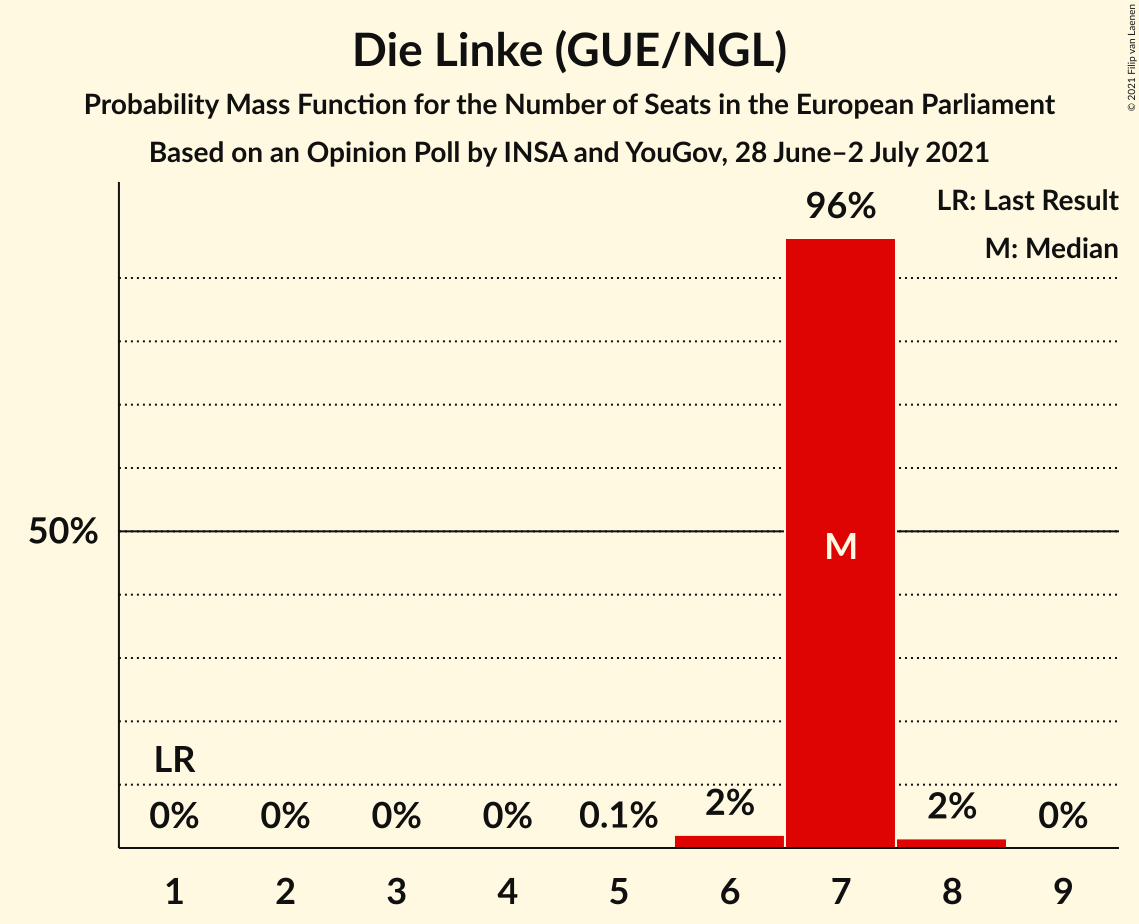 Die Linke (GUE/NGL)
Probability Mass Function for the Number of Seats in the European Parliament
Based on an Opinion Poll by INSA and YouGov, 28 June–2 July 2021
© 2021 Filip van Laenen
LR: Last Result
M: Median
96%
50%
M
LR
0% 0% 0% 0% 0.1% 2% 2% 0%
1 2 3 4 5 6 7 8 9